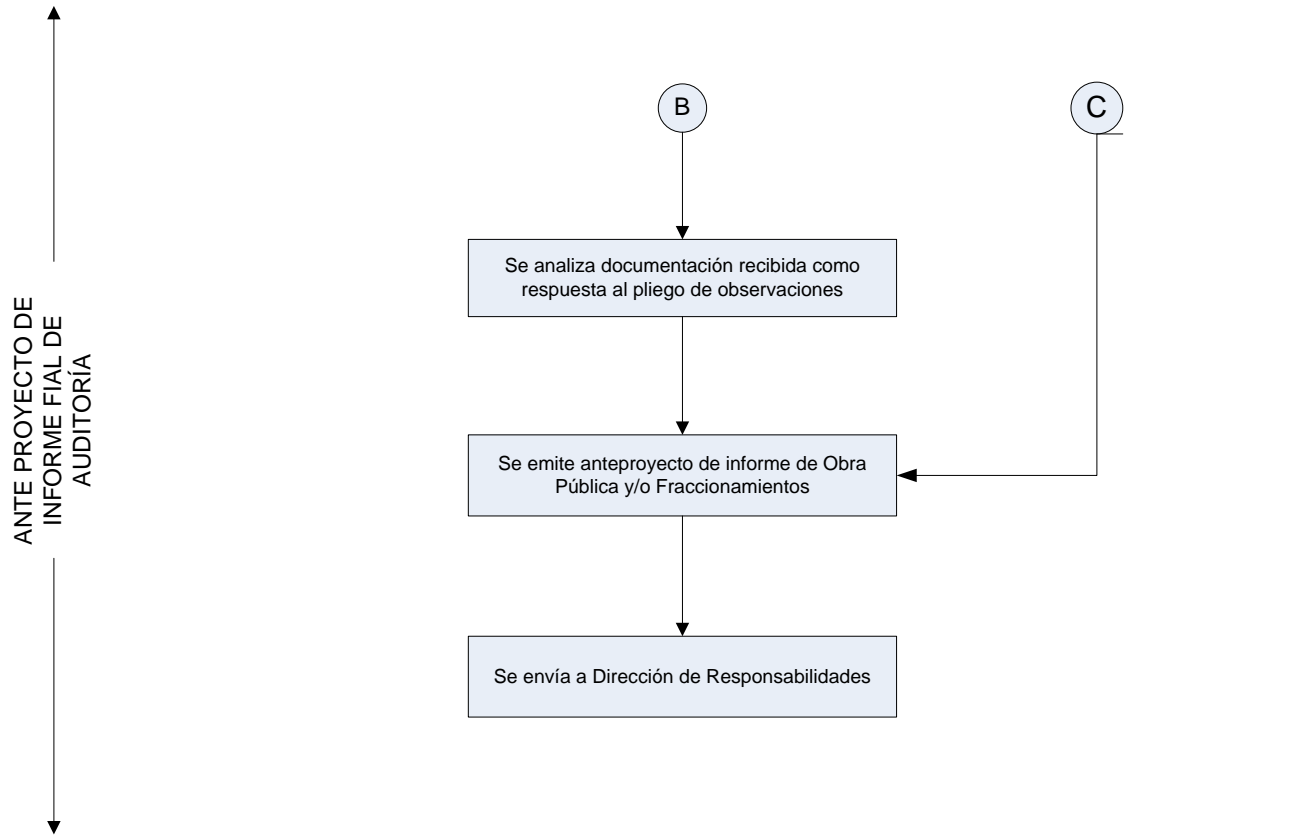 ANTE PROYECTO DE
INFORME FIAL DE
AUDITORÍA
B
C
Se analiza documentación recibida como
respuesta al pliego de observaciones
Se emite anteproyecto de informe de Obra
Pública y/o Fraccionamientos
Se envía a Dirección de Responsabilidades